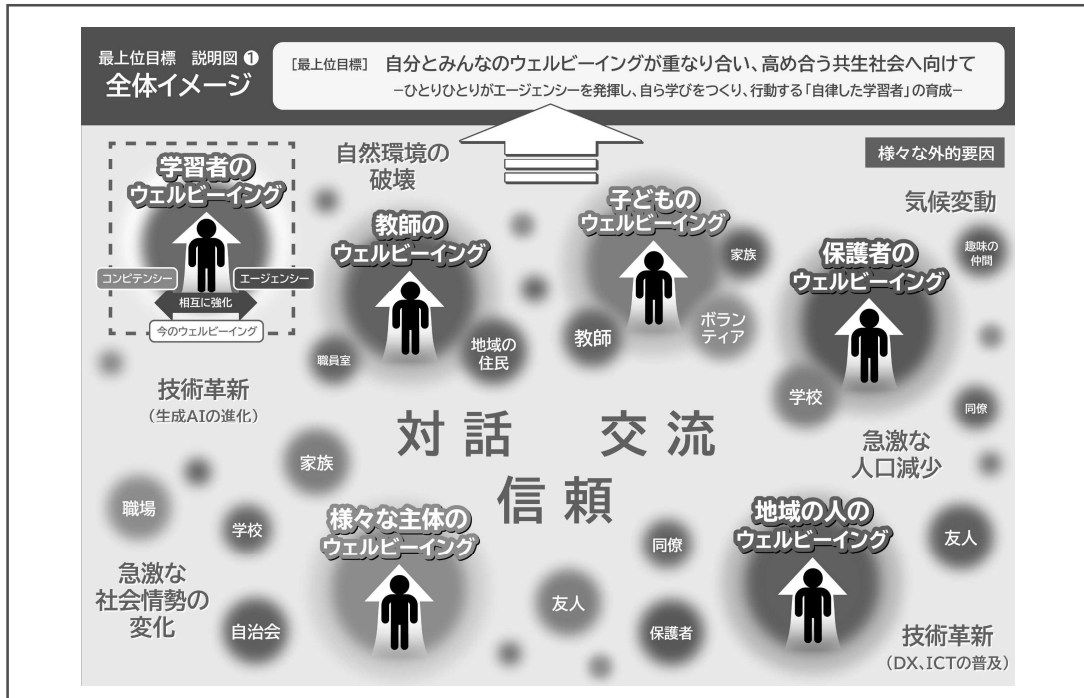 最上位目標 説明図 ❶
全体イメージ
[最上位目標] 自分とみんなのウェルビーイングが重なり合い、高め合う共生社会へ向けて
−ひとりひとりがエージェンシーを発揮し、自ら学びをつくり、行動する「自律した学習者」の育成−
様々な外的要因
学習者の
ウェルビーイング
コンピテンシー
エージェンシー
相互に強化
今のウェルビーイング
自然環境の
破壊
教師の
ウェルビーイング
職員室
地域の
住民
子どもの
ウェルビーイング
家族
教師
ボラン
ティア
気候変動
保護者の
ウェルビーイング
趣味の
仲間
学校
同僚
技術革新
(生成AIの進化)
対話 交流
信頼
急激な
人口減少
家族
職場
学校
様々な主体の
ウェルビーイング
同僚
地域の人の
ウェルビーイング
友人
急激な
社会情勢の
変化
自治会
友人
保護者
技術革新
(DX、ICTの普及)